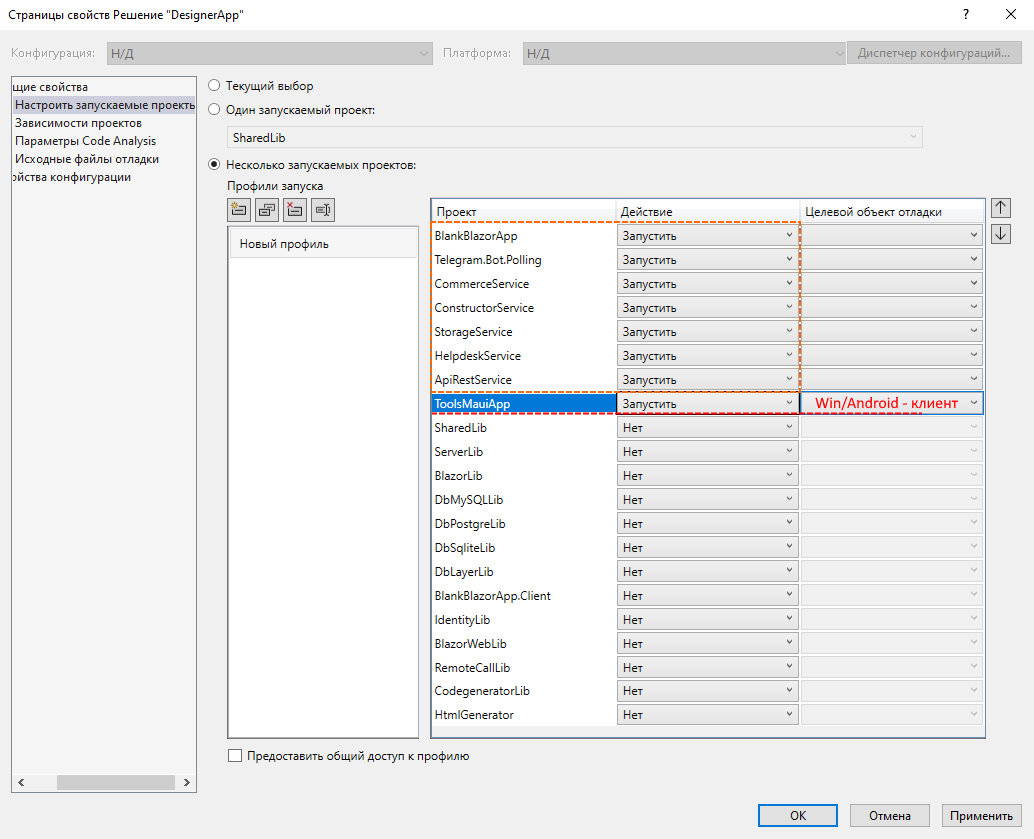 Страницы свойств Решение "DesignerApp"
?
Конфигурация: Н/Д Платформа: Н/Д Диспетчер конфигураций...
щие свойства
Настроить запускаемые проекть
Зависимости проектов
Параметры Code Analysis
Исходные файлы отладки
ойства конфигурации
Текущий выбор
Один запускаемый проект:
SharedLib
Несколько запускаемых проектов:
Профили запуска
Новый профиль
Проект Действие Целевой объект отладки
BlankBlazorApp Запустить
Telegram.Bot.Polling Запустить
CommerceService Запустить
ConstructorService Запустить
StorageService Запустить
HelpdeskService Запустить
ApiRestService Запустить
ToolsMauiApp Запустить Win/Android - клиент
SharedLib Нет
ServerLib Нет
BlazorLib Нет
DbMySQLLib Нет
DbPostgreLib Нет
DbSqliteLib Нет
DbLayerLib Нет
BlankBlazorApp.Client Нет
IdentityLib Нет
BlazorWebLib Нет
RemoteCallLib Нет
CodegeneratorLib Нет
HtmlGenerator Нет
Предоставить общий доступ к профилю
OK Отмена Применить